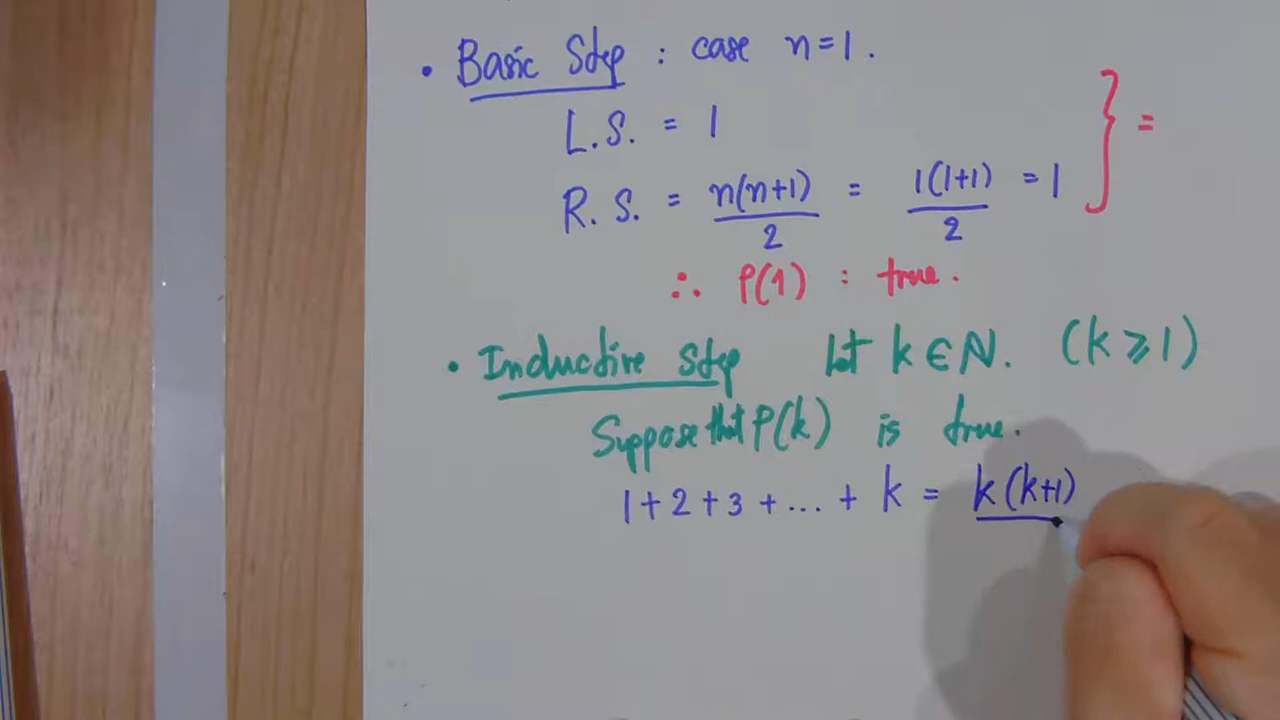 • Basic Step : case n=1.
L.S. = 1
R.S. = n(n+1)/2 = 1(1+1)/2 = 1 } =
∴ P(1) : true.
• Inductive Step Let k∈N. (k⩾1)
Suppose that P(k) is true.
1+2+3+...+k = k(k+1)